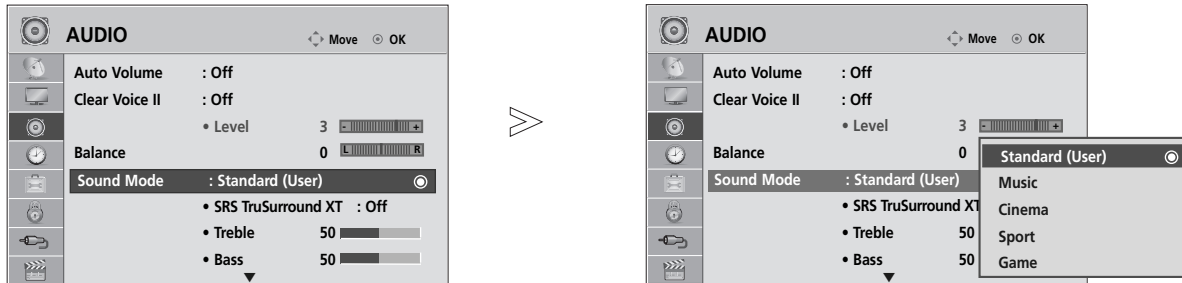 AUDIO
Move OK
Auto Volume : Off
Clear Voice II : Off
• Level 3 - +
Balance 0 L R
Sound Mode : Standard (User)
• SRS TruSurround XT : Off
• Treble 50
• Bass 50
AUDIO
Move OK
Auto Volume : Off
Clear Voice II : Off
• Level 3 - +
Balance 0
Sound Mode : Standard (User)
• SRS TruSurround XT
• Treble 50
• Bass 50
Standard (User)
Music
Cinema
Sport
Game